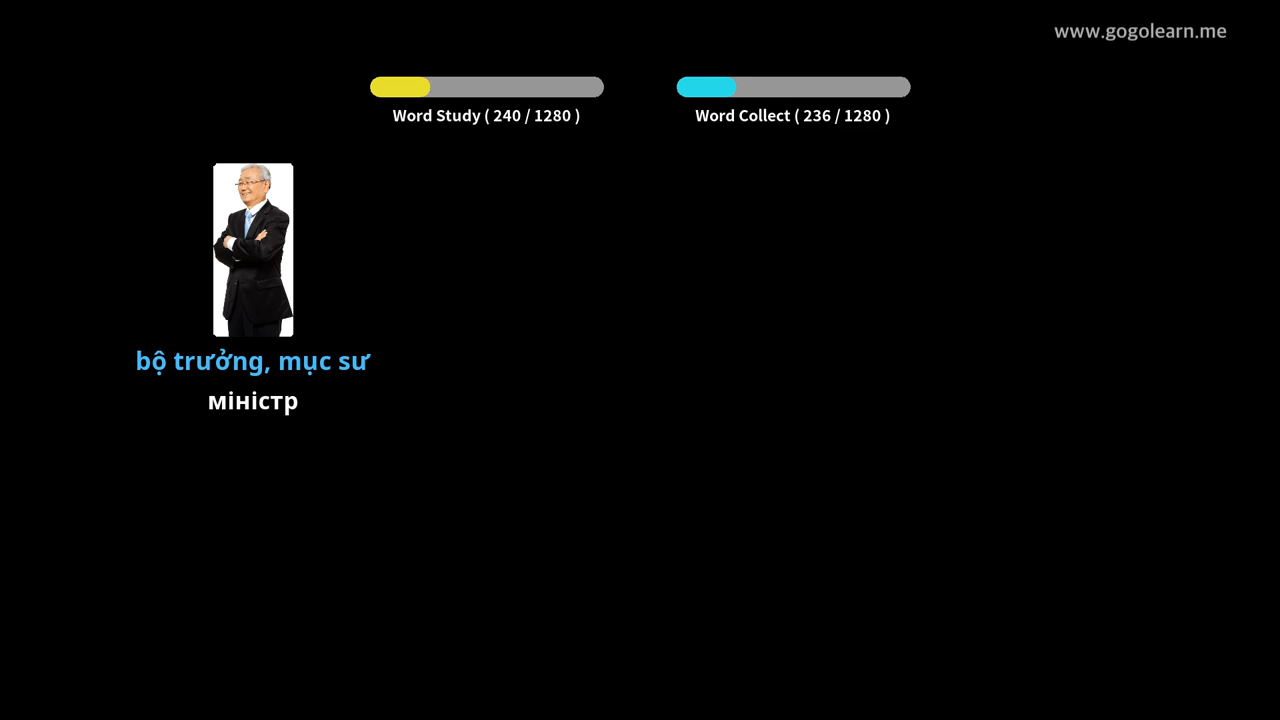 www.gogolearn.me
Word Study ( 240 / 1280 )
Word Collect ( 236 / 1280 )
bộ trưởng, mục sư
міністр